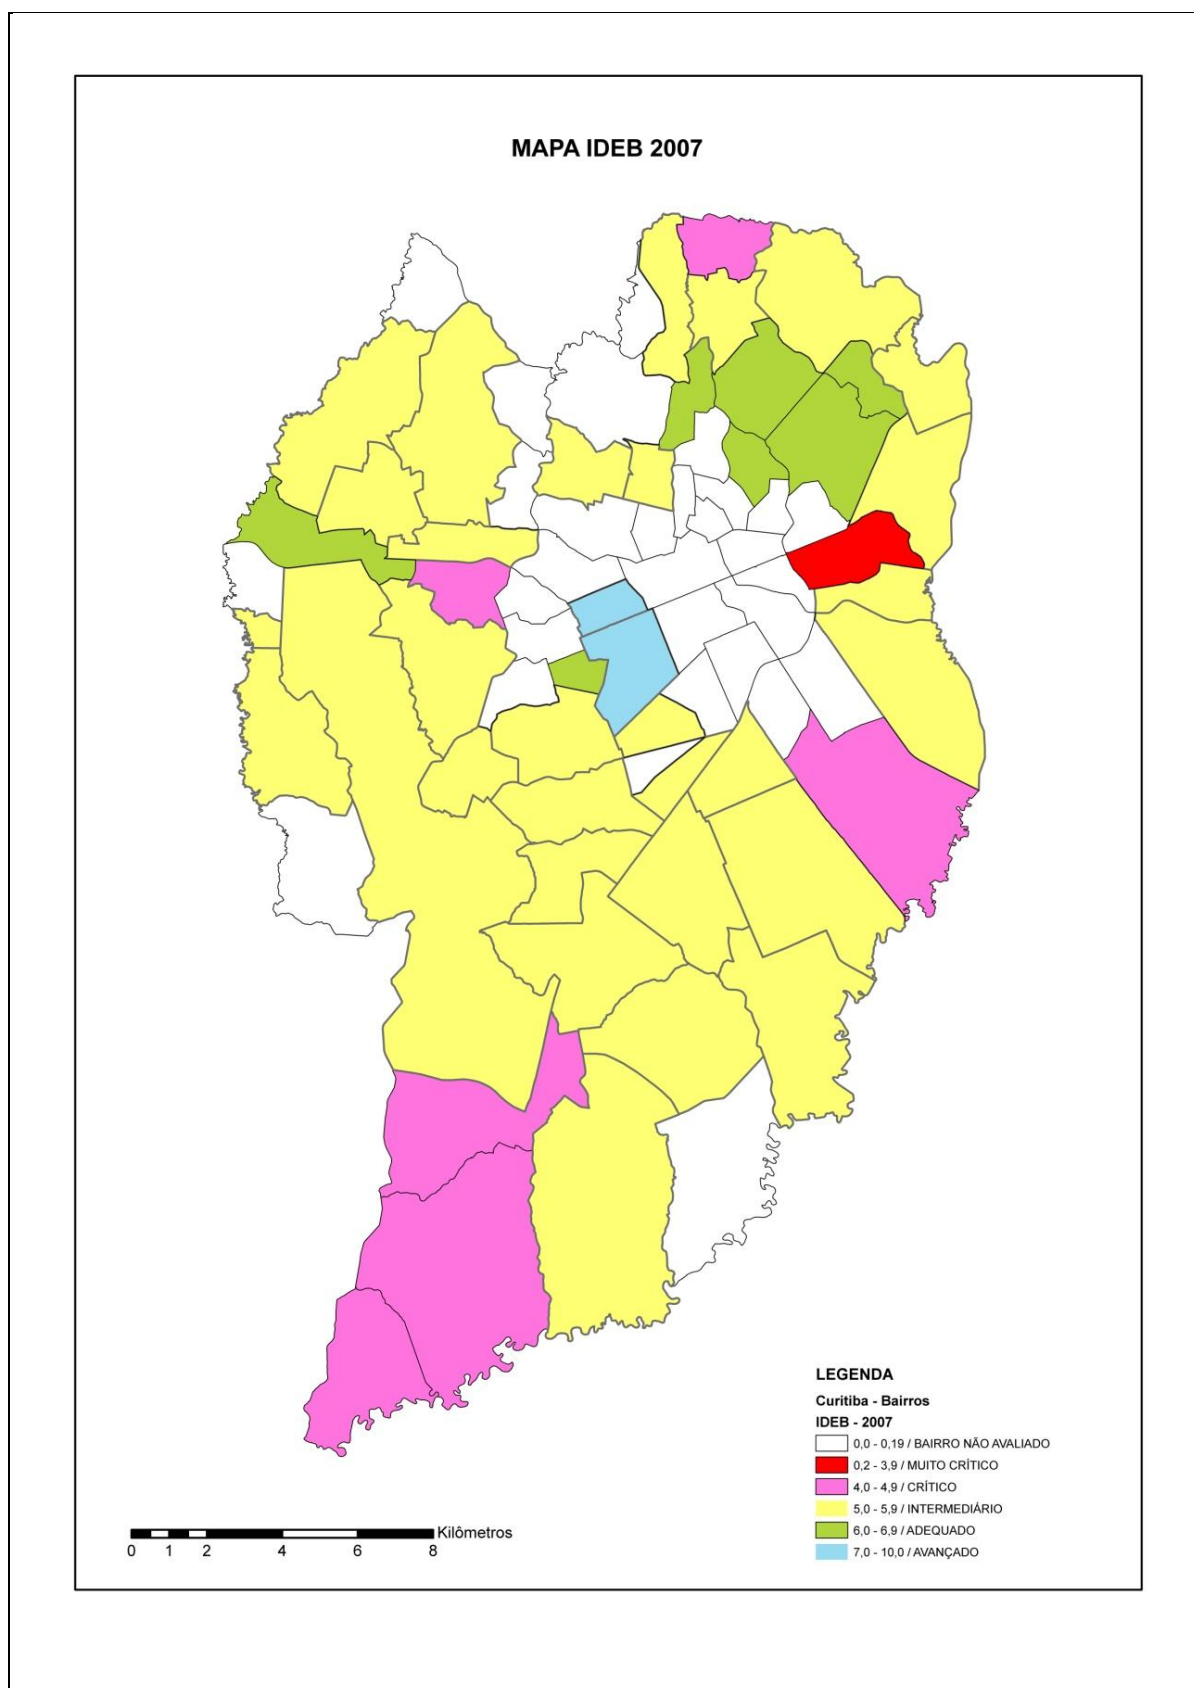 MAPA IDEB 2007
LEGENDA
Curitiba - Bairros
IDEB - 2007
0,0 - 0,19 / BAIRRO NÃO AVALIADO
0,2 - 3,9 / MUITO CRÍTICO
4,0 - 4,9 / CRÍTICO
5,0 - 5,9 / INTERMEDIÁRIO
6,0 - 6,9 / ADEQUADO
7,0 - 10,0 / AVANÇADO
Kilômetros
0 1 2 4 6 8